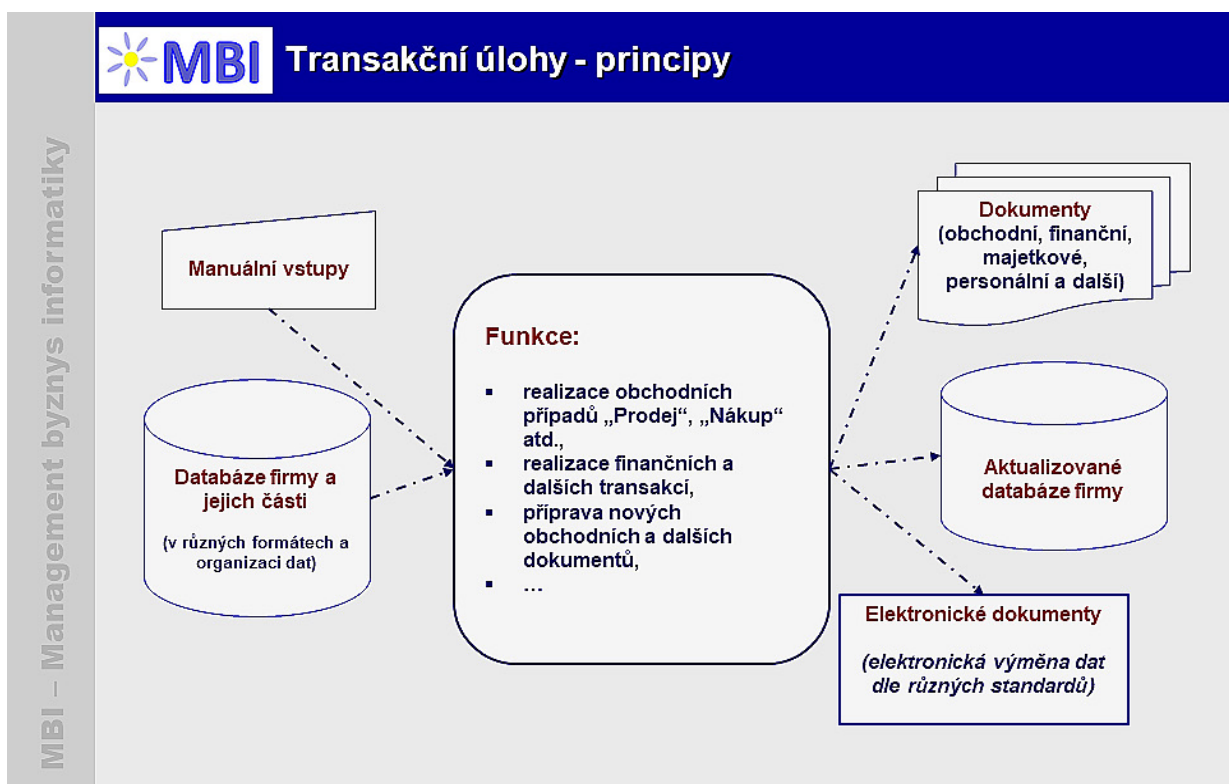 MBI – Management byznys informatiky
MBI
Transakční úlohy - principy
Manuální vstupy
Databáze firmy a
jejich části
(v různých formátech a
organizaci dat)
Funkce:
▪ realizace obchodních
případů „Prodej“, „Nákup“
atd.,
▪ realizace finančních a
dalších transakcí,
▪ příprava nových
obchodních a dalších
dokumentů,
▪ ...
Dokumenty
(obchodní, finanční,
majetkové,
personální a další)
Aktualizované
databáze firmy
Elektronické dokumenty
(elektronická výměna dat
dle různých standardů)